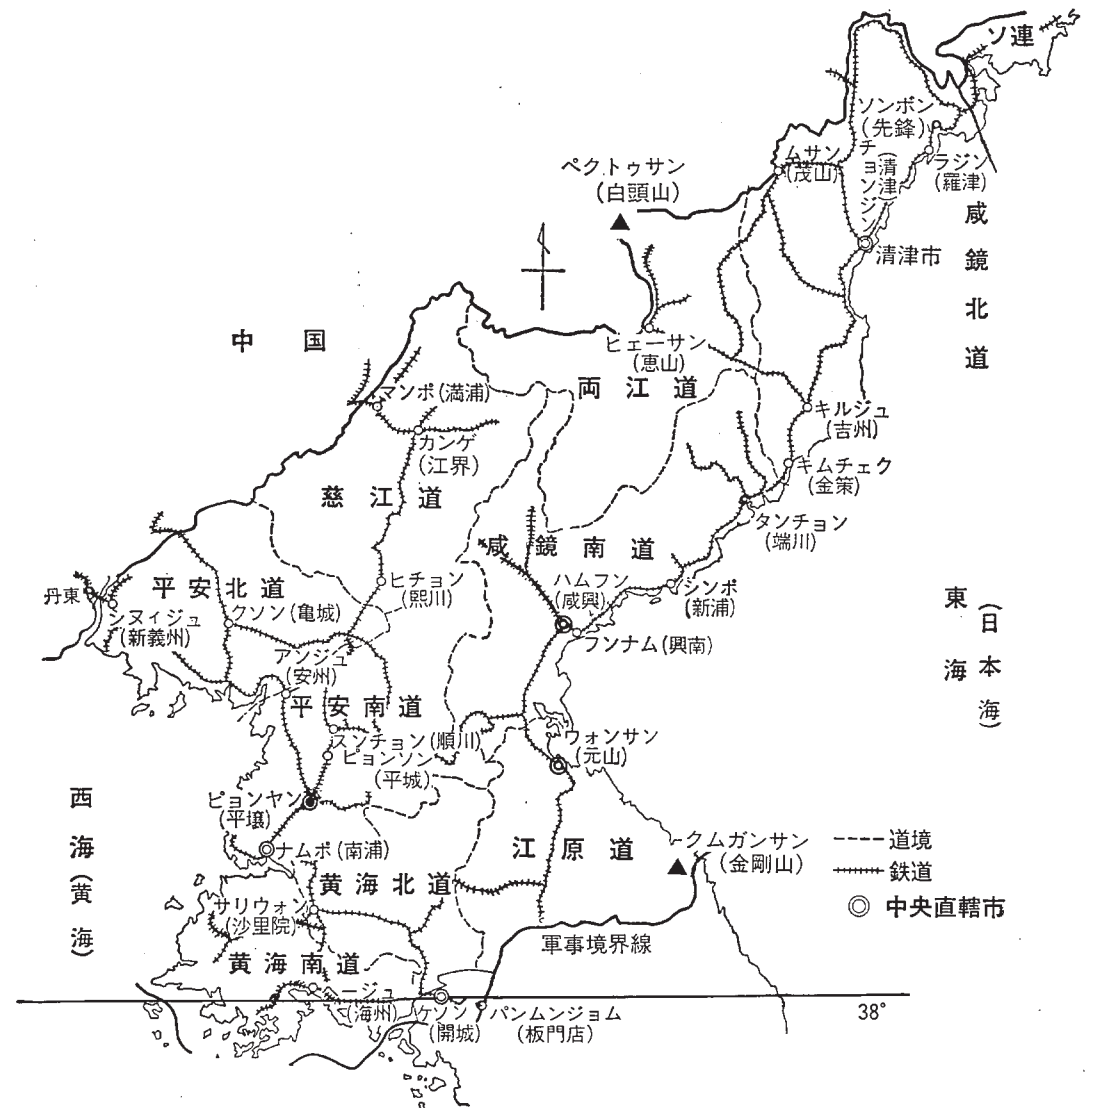 ソ連
ソンボン
(先鋒)
ムサン
(茂山)
チョンジン
(清津)
ラジン
(羅津)
ペクトゥサン
(白頭山)
咸鏡北道
清津市
中国
ヒェーサン
(恵山)
両江道
マンポ(満浦)
カンゲ
(江界)
キルジュ
(吉州)
キムチェク
(金策)
慈江道
タンチョン
(端川)
咸鏡南道
丹東
平安北道
ヒチョン
(熙川)
ハムフン
(咸興)
シンポ
(新浦)
シヌィジュ
(新義州)
クソン(亀城)
フンナム(興南)
東海
(日本海)
アンジュ
(安州)
平安南道
スンチョン(順川)
ピョンソン
(平城)
ウォンサン
(元山)
西海(黄海)
ピョンヤン
(平壌)
ナムポ(南浦)
江原道
クムガンサン
(金剛山)
道境
鉄道
中央直轄市
黄海北道
サリウォン
(沙里院)
軍事境界線
黄海南道
ヘージュ
(海州)
ケソン
(開城)
パンムンジョム
(板門店)
38°